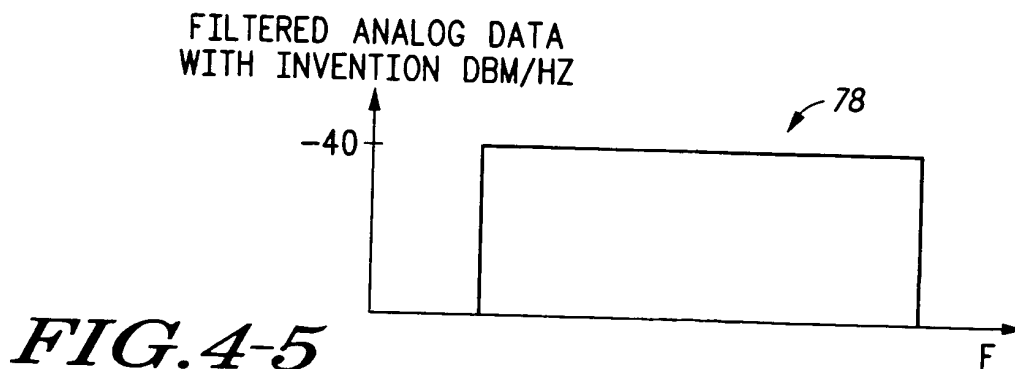 FILTERED ANALOG DATA
WITH INVENTION DBM/HZ
78
-40
F
FIG.4-5